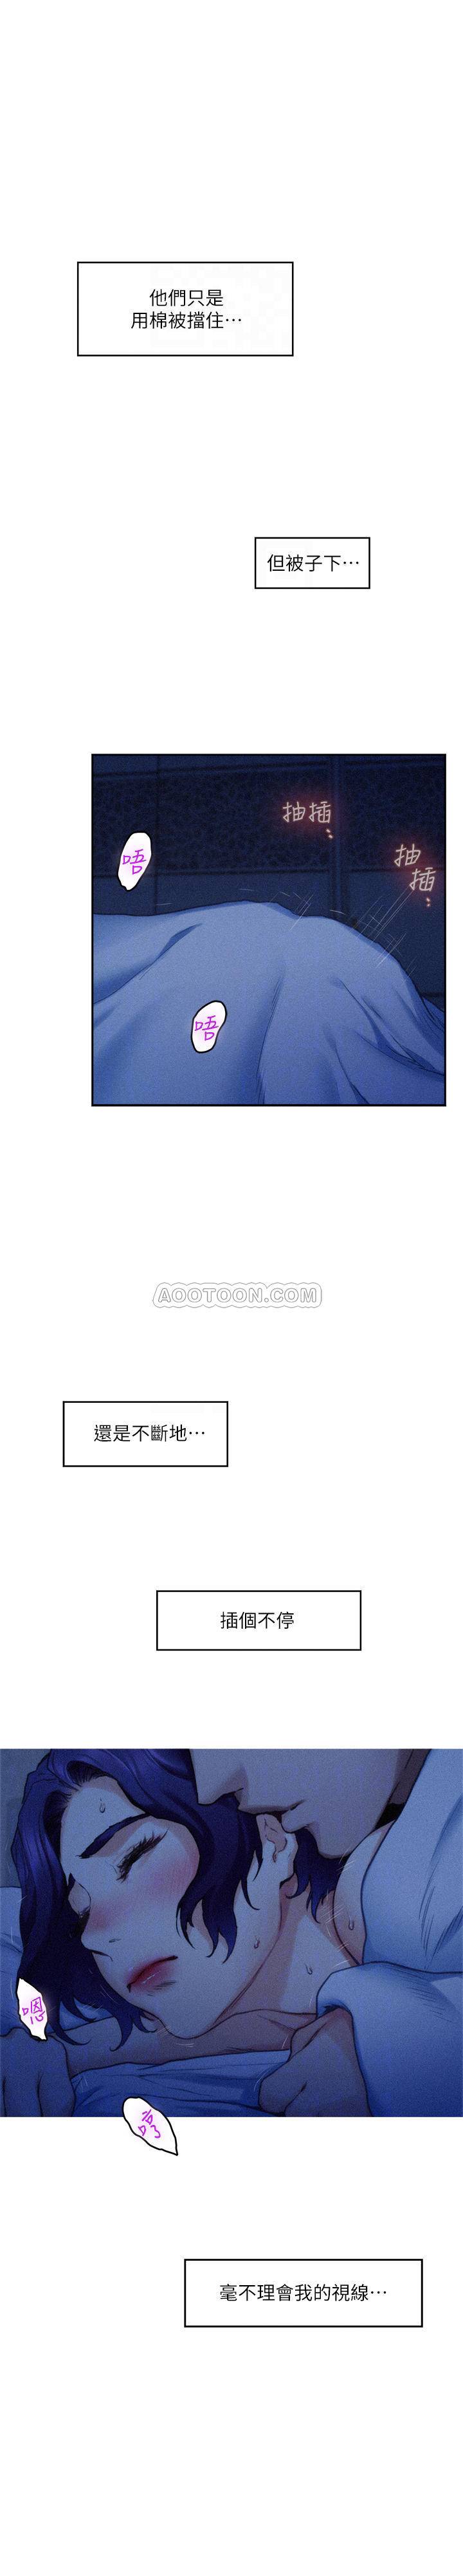 他們只是
用棉被擋住…
但被子下…
抽插
抽插
唔
唔
AOOTOON.COM
還是不斷地…
插個不停
嗯
哼
毫不理會我的視線…